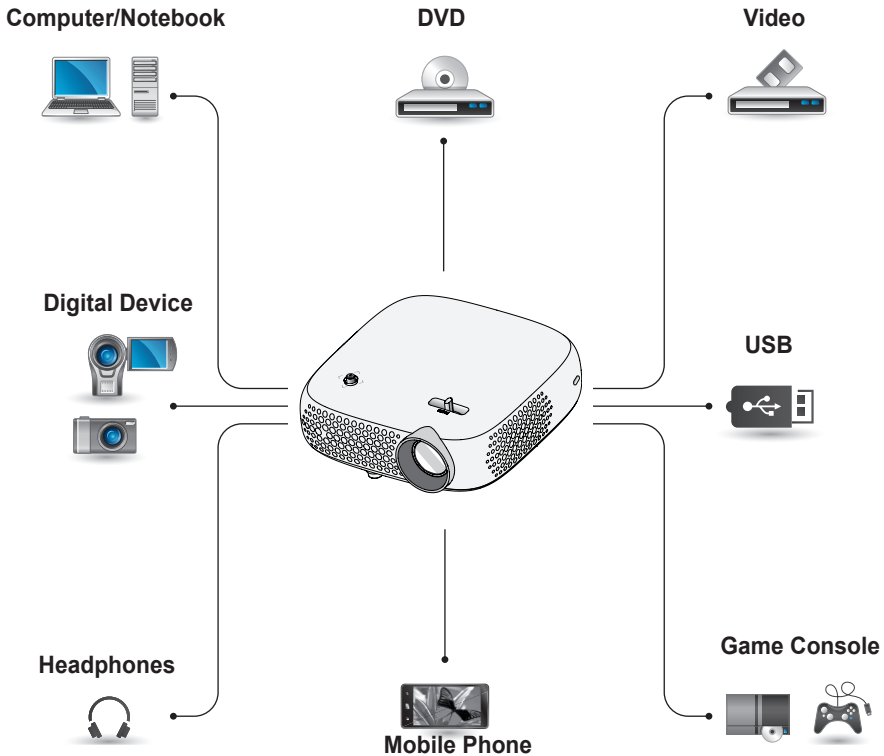 Computer/Notebook
DVD
Video
Digital Device
USB
Headphones
Game Console
Mobile Phone